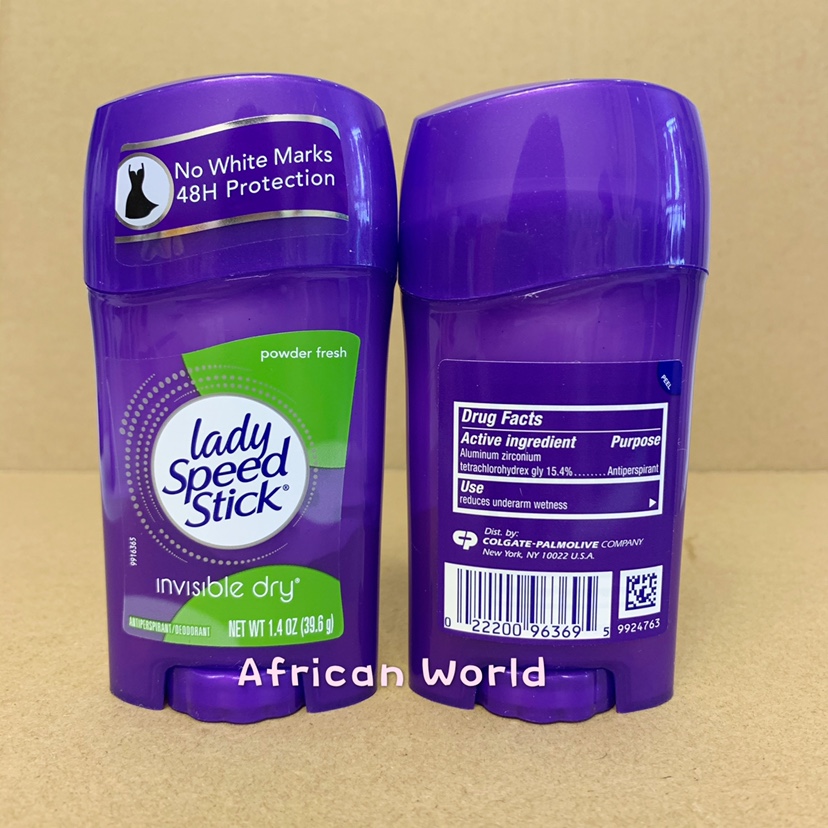 No White Marks
48H Protection
powder fresh
lady
Speed
Stick®
9916365
invisible dry®
ANTIPERSPIRANT/DEODORANT
NET WT 1.4 OZ (39.6 g)
PEEL
Drug Facts
Active ingredient Purpose
Aluminum zirconium
tetrachlorohydrex gly 15.4%........Antiperspirant
Use
reduces underarm wetness
Dist. by:
COLGATE-PALMOLIVE COMPANY
New York, NY 10022 U.S.A.
0 22200 96369 5
9924763
African World